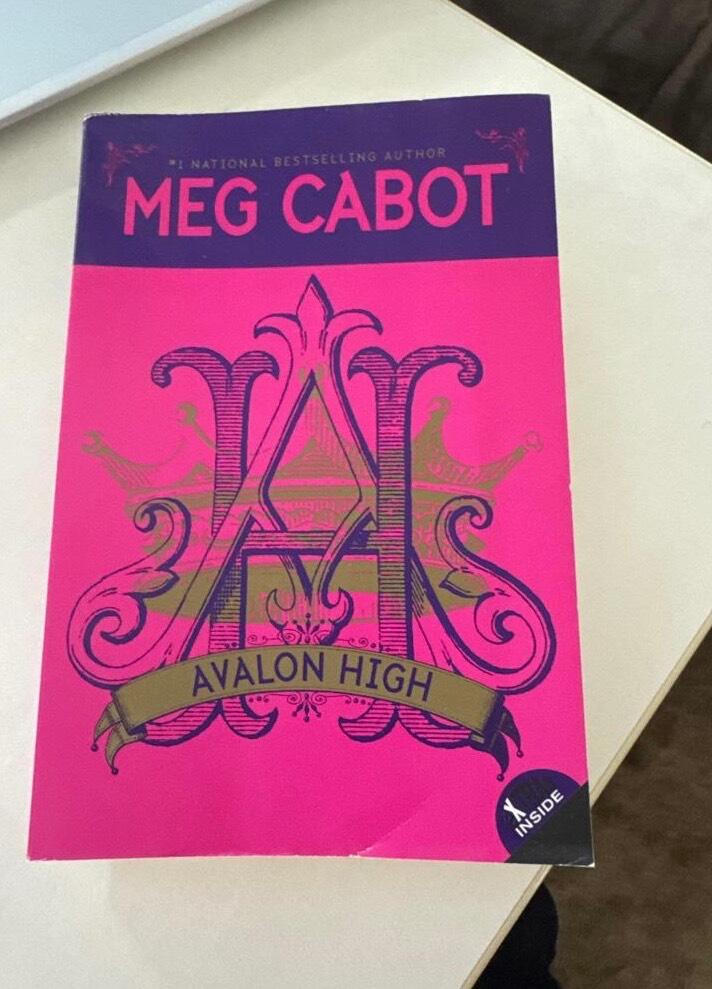 #1 NATIONAL BESTSELLING AUTHOR
MEG CABOT
AVALON HIGH
INSIDE